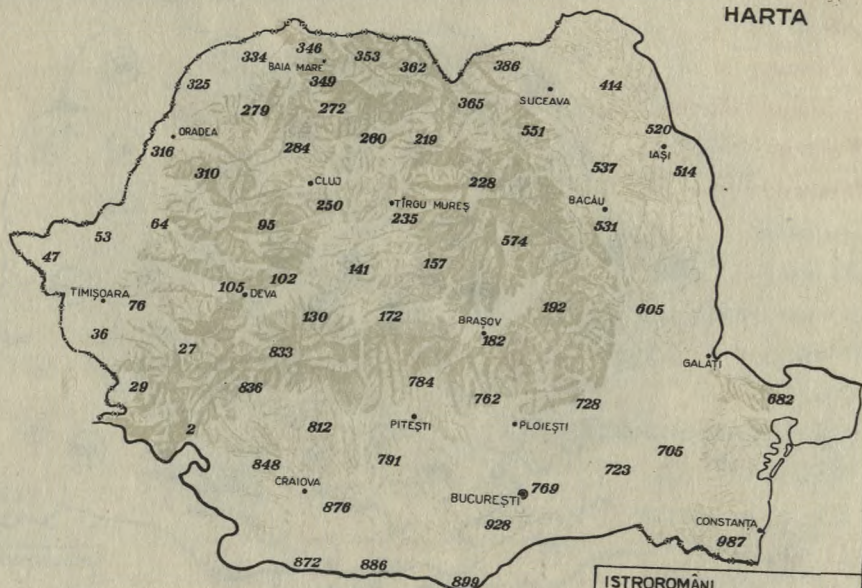 HARTA
346
334 353
BAIA MARE 362 386
325 349
414
SUCEAVA
279 272 365
551 520
ORADEA 260 219
316 284 IAȘI
537 514
310
CLUJ 228
250 TÎRGU MUREȘ BACĂU
235
64 95 531
53 574
47
141 157
105 102
DEVA
TIMIȘOARA
76 192 605
130 172
BRAȘOV
36 182
27 833
GALAȚI
29 836 784
762 728 682
2 812 PITEȘTI PLOIEȘTI
705
848 791 723
CRAIOVA 769
BUCUREȘTI
876
928 CONSTANȚA
987
872 886
899
ISTROROMÂNI